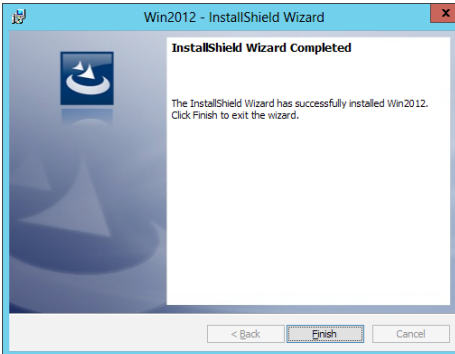 Win2012 - InstallShield Wizard
x
InstallShield Wizard Completed
The InstallShield Wizard has successfully installed Win2012.
Click Finish to exit the wizard.
< Back Finish Cancel